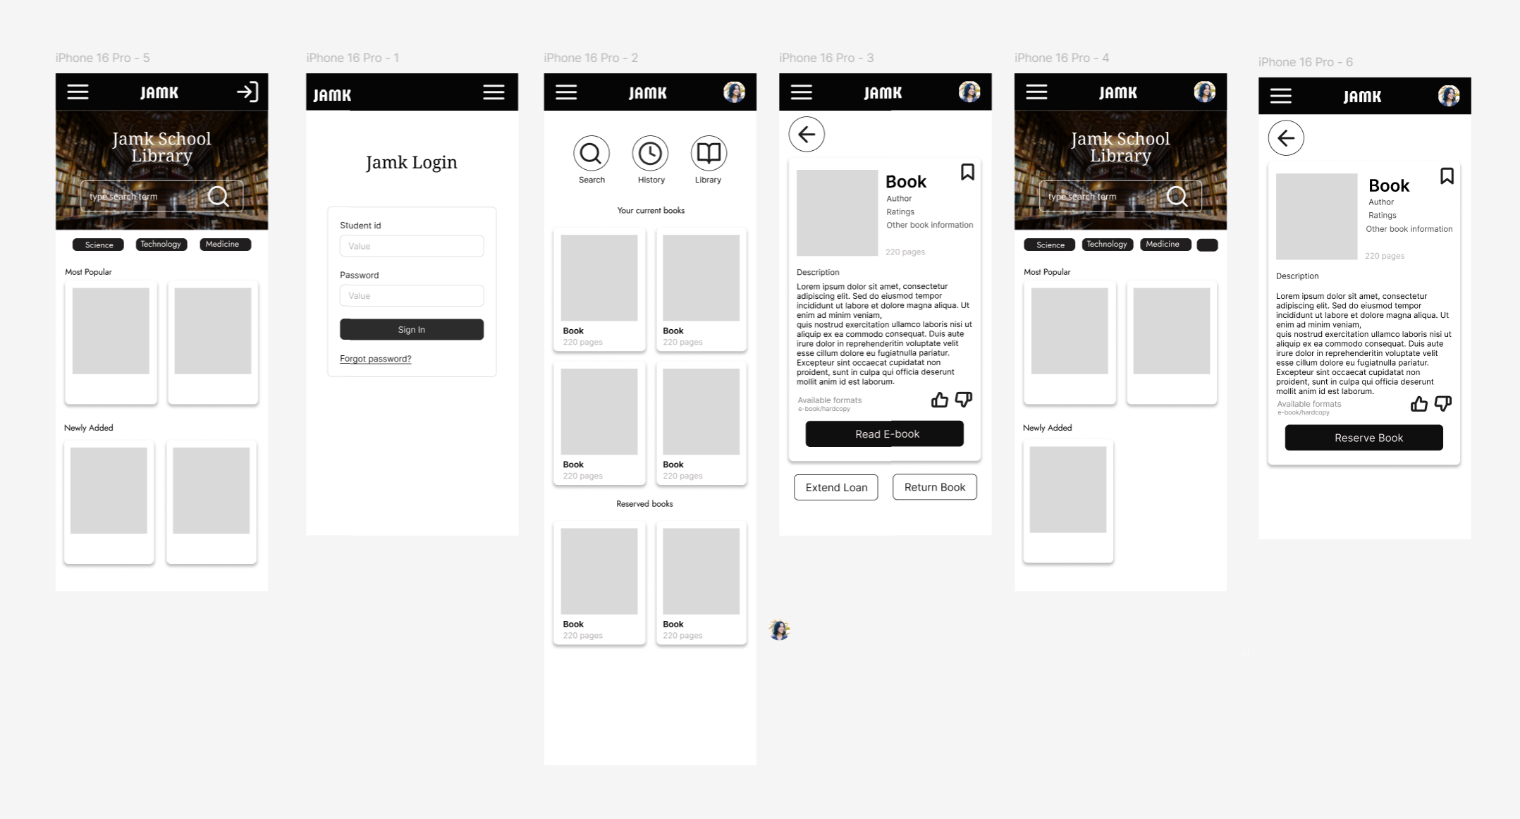 iPhone 16 Pro - 5
JAMK
Jamk School
Library
type search term
Science
Technology
Medicine
Most Popular
Newly Added
iPhone 16 Pro - 1
JAMK
Jamk Login
Student id
Value
Password
Value
Sign In
Forgot password?
iPhone 16 Pro - 2
JAMK
Search
History
Library
Your current books
Book
220 pages
Book
220 pages
Book
220 pages
Book
220 pages
Reserved books
Book
220 pages
Book
220 pages
iPhone 16 Pro - 3
JAMK
Book
Author
Ratings
Other book information
220 pages
Description
Lorem ipsum dolor sit amet, consectetur
adipiscing elit. Sed do eiusmod tempor
incididunt ut labore et dolore magna aliqua. Ut
enim ad minim veniam,
quis nostrud exercitation ullamco laboris nisi ut
aliquip ex ea commodo consequat. Duis aute
irure dolor in reprehenderitin voluptate velit
esse cillum dolore eu fugiatnulla pariatur.
Excepteur sint occaecat cupidatat non
proident, sunt in culpa qui officia deserunt
mollit anim id est laborum.
Available formats
e-book/hardcopy
Read E-book
Extend Loan
Return Book
iPhone 16 Pro - 4
JAMK
Jamk School
Library
type search term
Science
Technology
Medicine
Most Popular
Newly Added
iPhone 16 Pro - 6
JAMK
Book
Author
Ratings
Other book information
220 pages
Description
Lorem ipsum dolor sit amet, consectetur
adipiscing elit. Sed do eiusmod tempor
incididunt ut labore et dolore magna aliqua. Ut
enim ad minim veniam,
quis nostrud exercitation ullamco laboris nisi ut
aliquip ex ea commodo consequat. Duis aute
irure dolor in reprehenderitin voluptate velit
esse cillum dolore eu fugiatnulla pariatur.
Excepteur sint occaecat cupidatat non
proident, sunt in culpa qui officia deserunt
mollit anim id est laborum.
Available formats
e-book/hardcopy
Reserve Book